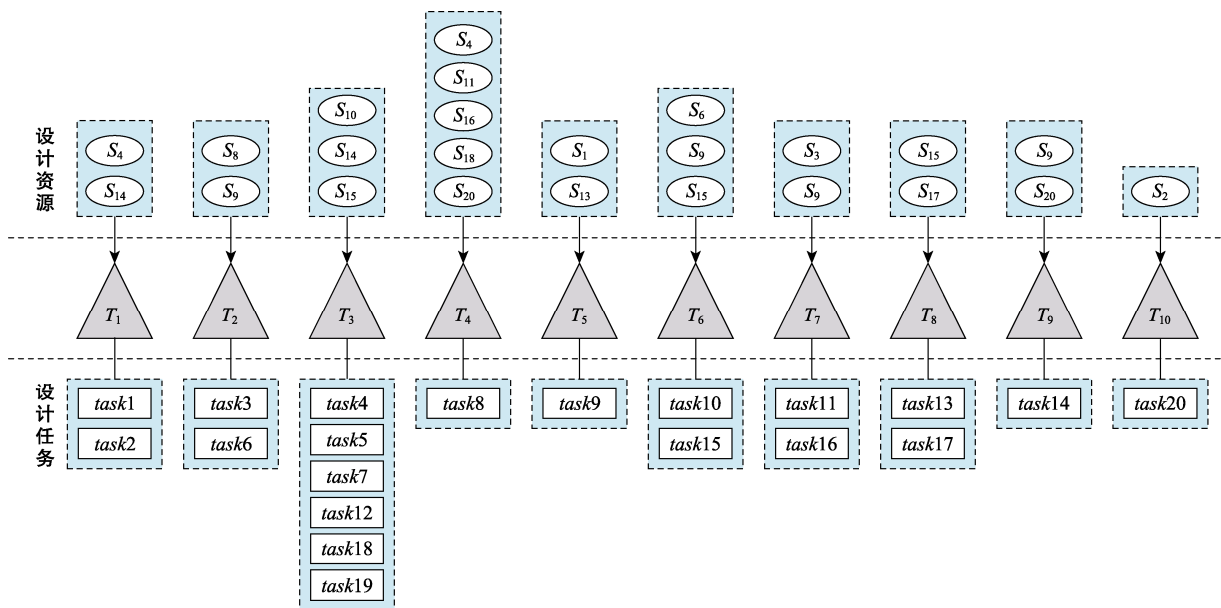 设计资源
S4
S14
S8
S9
S10
S14
S15
S4
S11
S16
S18
S20
S1
S13
S6
S9
S15
S3
S9
S15
S17
S9
S20
S2
T1
T2
T3
T4
T5
T6
T7
T8
T9
T10
设计任务
task1
task2
task3
task6
task4
task5
task7
task12
task18
task19
task8
task9
task10
task15
task11
task16
task13
task17
task14
task20